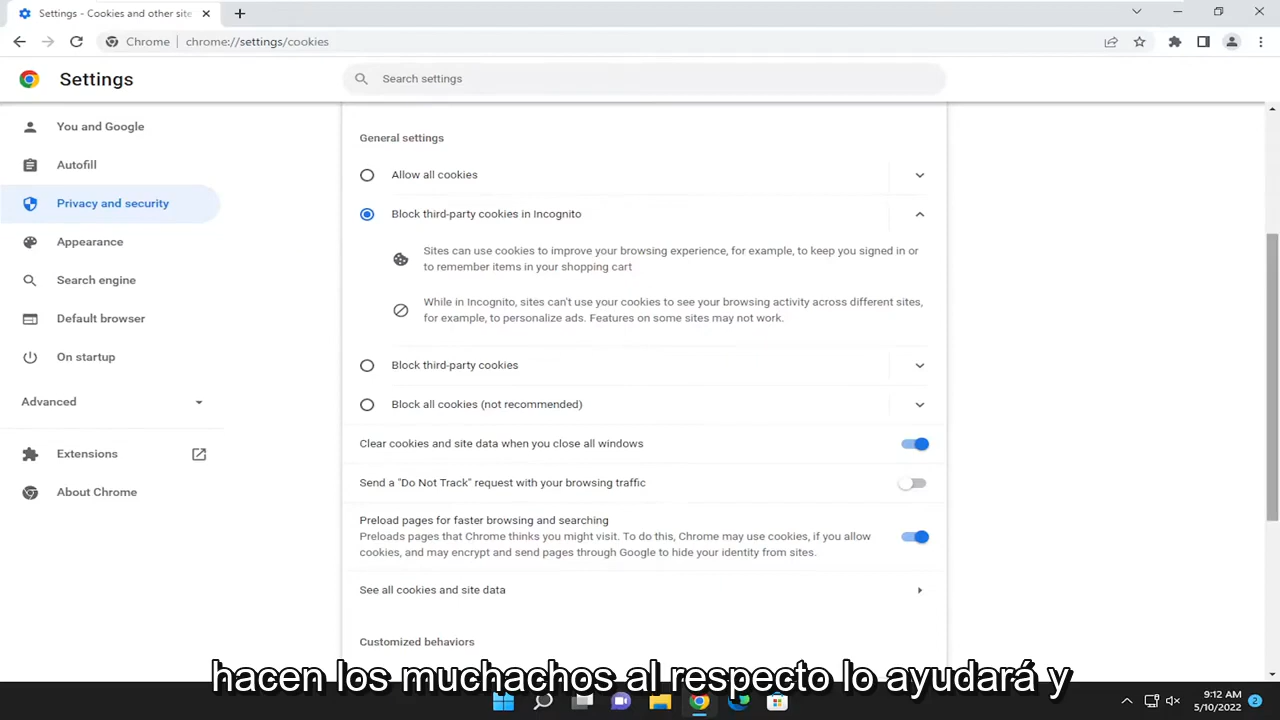 Settings - Cookies and other site
Chrome | chrome://settings/cookies
Settings
Search settings
You and Google
Autofill
Privacy and security
Appearance
Search engine
Default browser
On startup
Advanced
Extensions
About Chrome
General settings
Allow all cookies
Block third-party cookies in Incognito
Sites can use cookies to improve your browsing experience, for example, to keep you signed in or
to remember items in your shopping cart
While in Incognito, sites can't use your cookies to see your browsing activity across different sites,
for example, to personalize ads. Features on some sites may not work.
Block third-party cookies
Block all cookies (not recommended)
Clear cookies and site data when you close all windows
Send a "Do Not Track" request with your browsing traffic
Preload pages for faster browsing and searching
Preloads pages that Chrome thinks you might visit. To do this, Chrome may use cookies, if you allow
cookies, and may encrypt and send pages through Google to hide your identity from sites.
See all cookies and site data
Customized behaviors
hacen los muchachos al respecto lo ayudará y
9:12 AM
5/10/2022
2